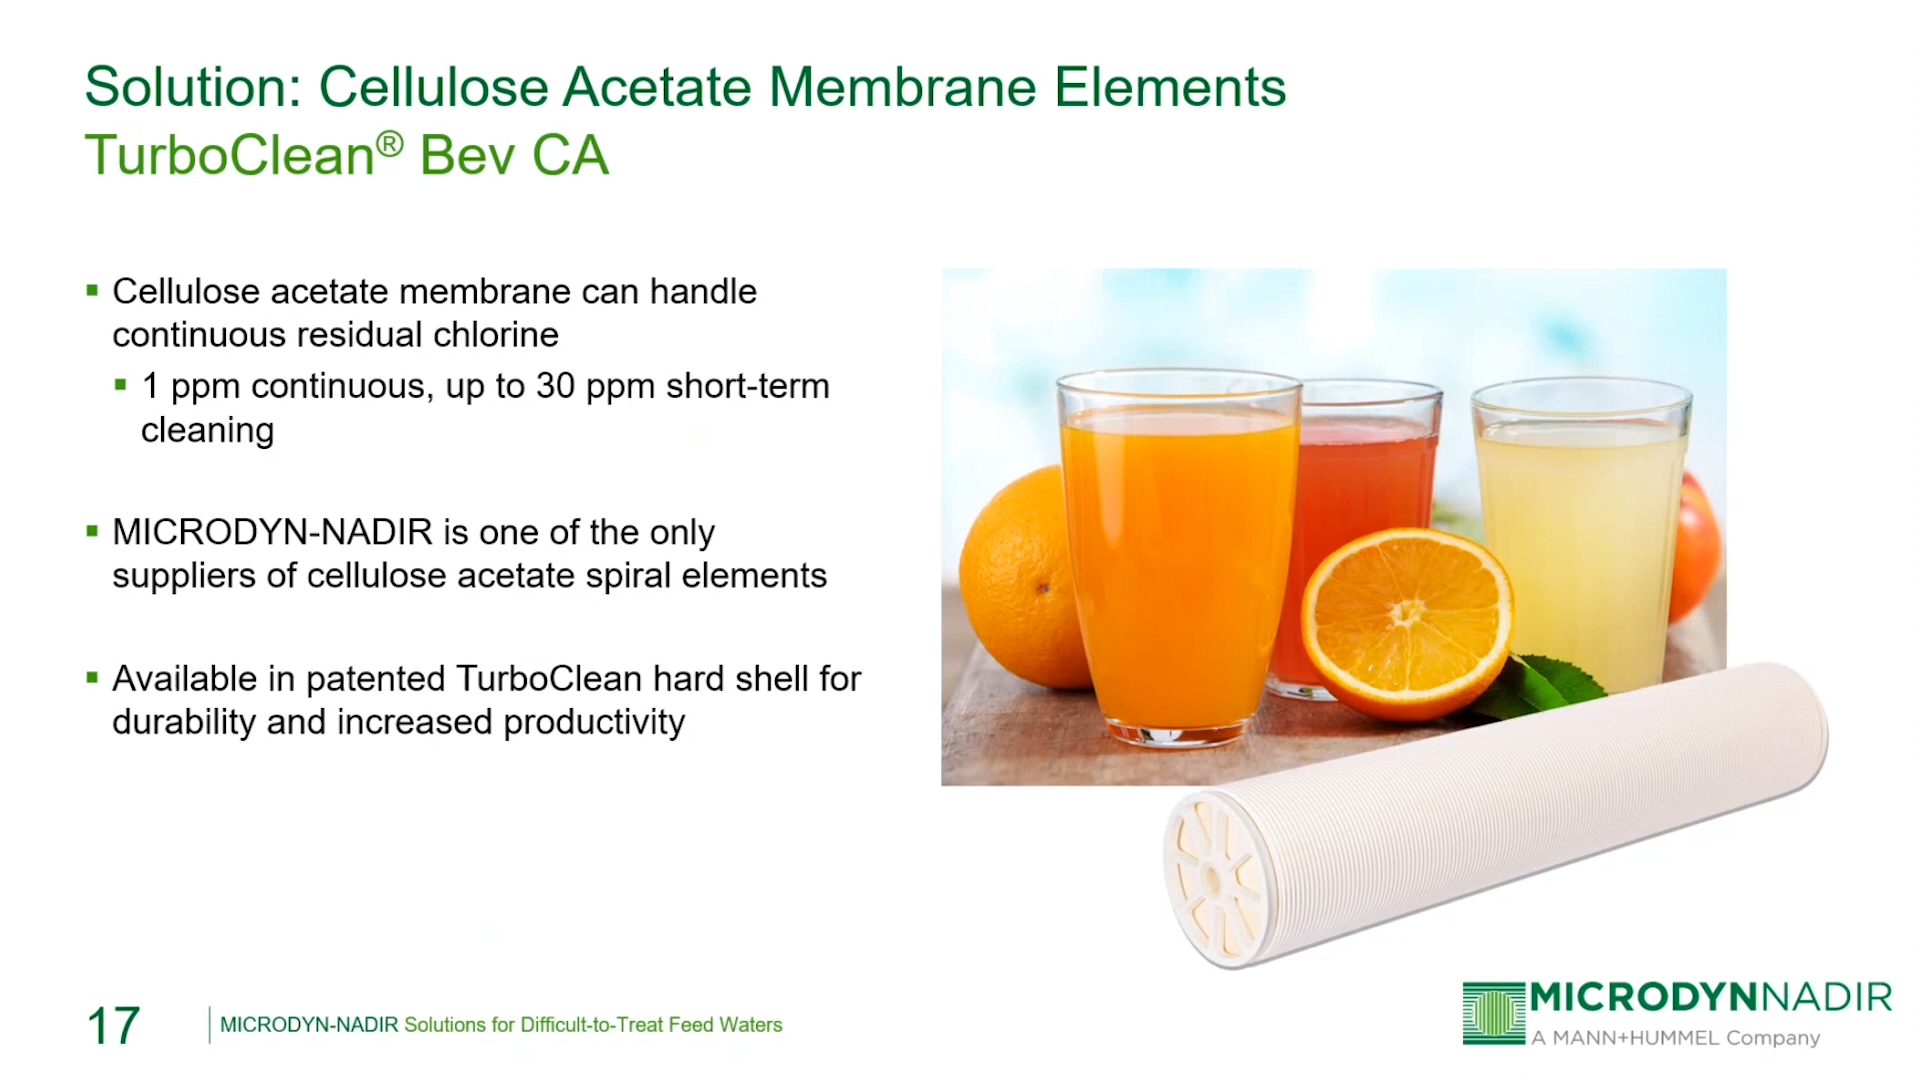 Solution: Cellulose Acetate Membrane Elements
TurboClean® Bev CA
▪ Cellulose acetate membrane can handle
continuous residual chlorine
▪ 1 ppm continuous, up to 30 ppm short-term
cleaning
▪ MICRODYN-NADIR is one of the only
suppliers of cellulose acetate spiral elements
▪ Available in patented TurboClean hard shell for
durability and increased productivity
17
MICRODYN-NADIR Solutions for Difficult-to-Treat Feed Waters
MICRODYNNADIR
A MANN+HUMMEL Company